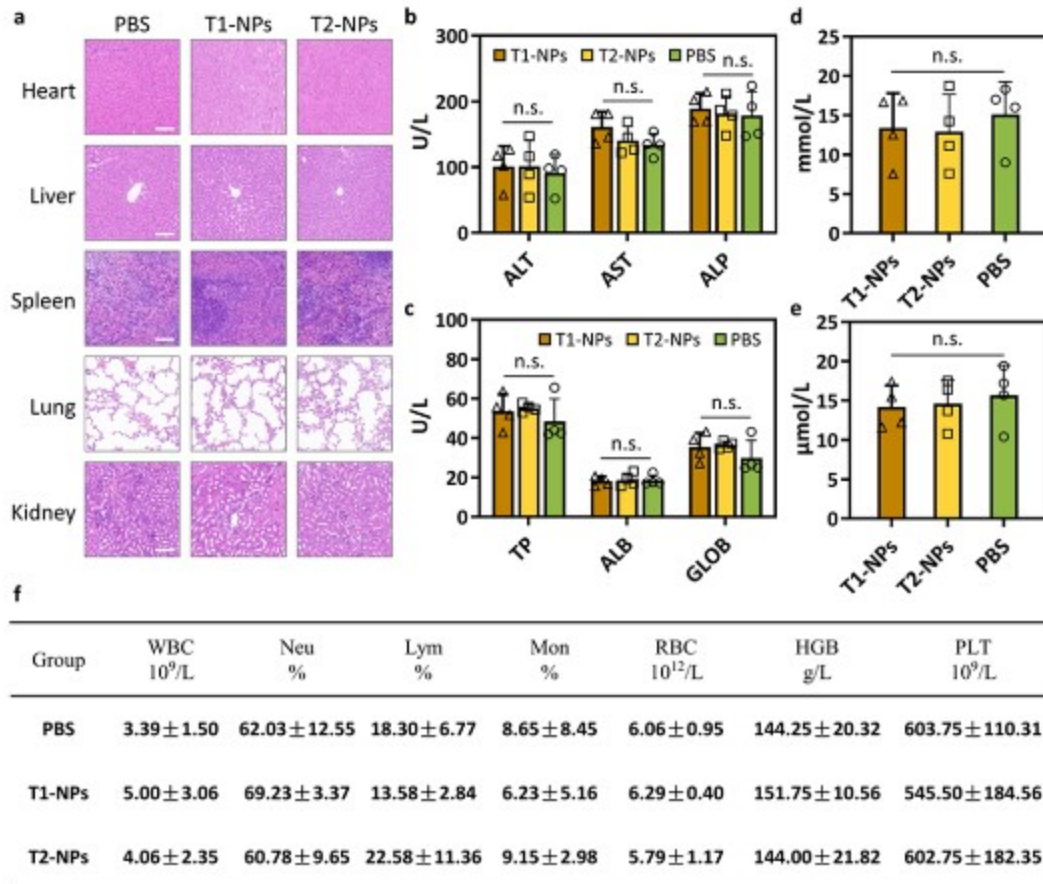 a
PBS T1-NPs T2-NPs
Heart
Liver
Spleen
Lung
Kidney
b
300
200
100
0
U/L
T1-NPs T2-NPs PBS
n.s.
n.s.
n.s.
ALT AST ALP
c
100
80
60
40
20
0
U/L
T1-NPs T2-NPs PBS
n.s.
n.s.
n.s.
TP ALB GLOB
d
25
20
15
10
5
0
mmol/L
n.s.
T1-NPs T2-NPs PBS
e
25
20
15
10
5
0
μmol/L
n.s.
T1-NPs T2-NPs PBS
f
Group WBC 10⁹/L Neu % Lym % Mon % RBC 10¹²/L HGB g/L PLT 10⁹/L
PBS 3.39±1.50 62.03±12.55 18.30±6.77 8.65±8.45 6.06±0.95 144.25±20.32 603.75±110.31
T1-NPs 5.00±3.06 69.23±3.37 13.58±2.84 6.23±5.16 6.29±0.40 151.75±10.56 545.50±184.56
T2-NPs 4.06±2.35 60.78±9.65 22.58±11.36 9.15±2.98 5.79±1.17 144.00±21.82 602.75±182.35